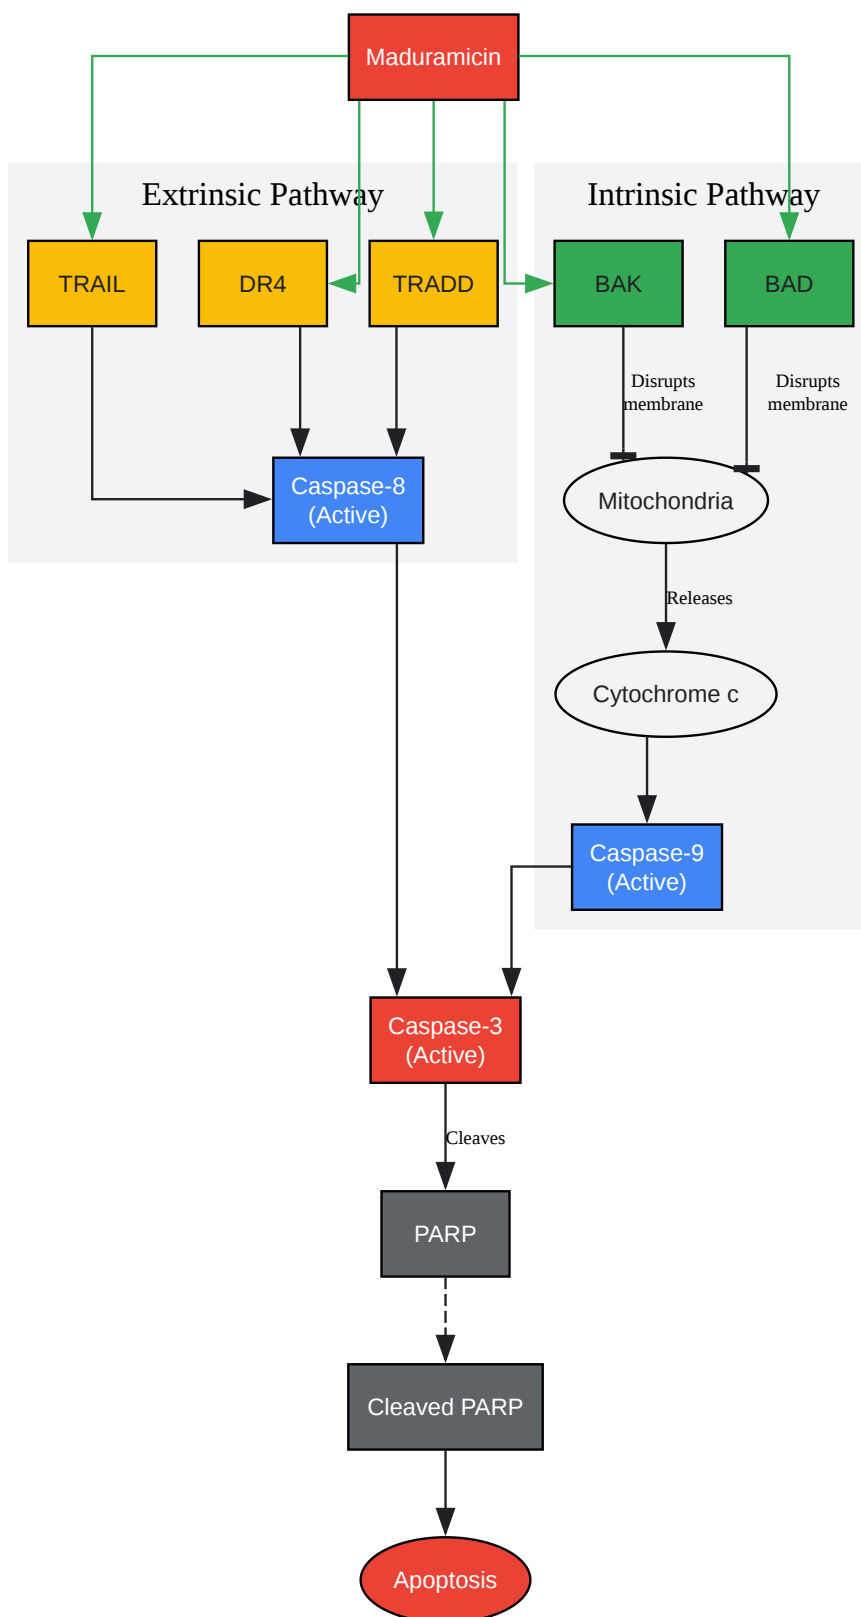 Maduramicin
Extrinsic Pathway
Intrinsic Pathway
TRAIL
DR4
TRADD
BAK
BAD
Disrupts
membrane
Disrupts
membrane
Caspase-8
(Active)
Mitochondria
Releases
Cytochrome c
Caspase-9
(Active)
Caspase-3
(Active)
Cleaves
PARP
Cleaved PARP
Apoptosis